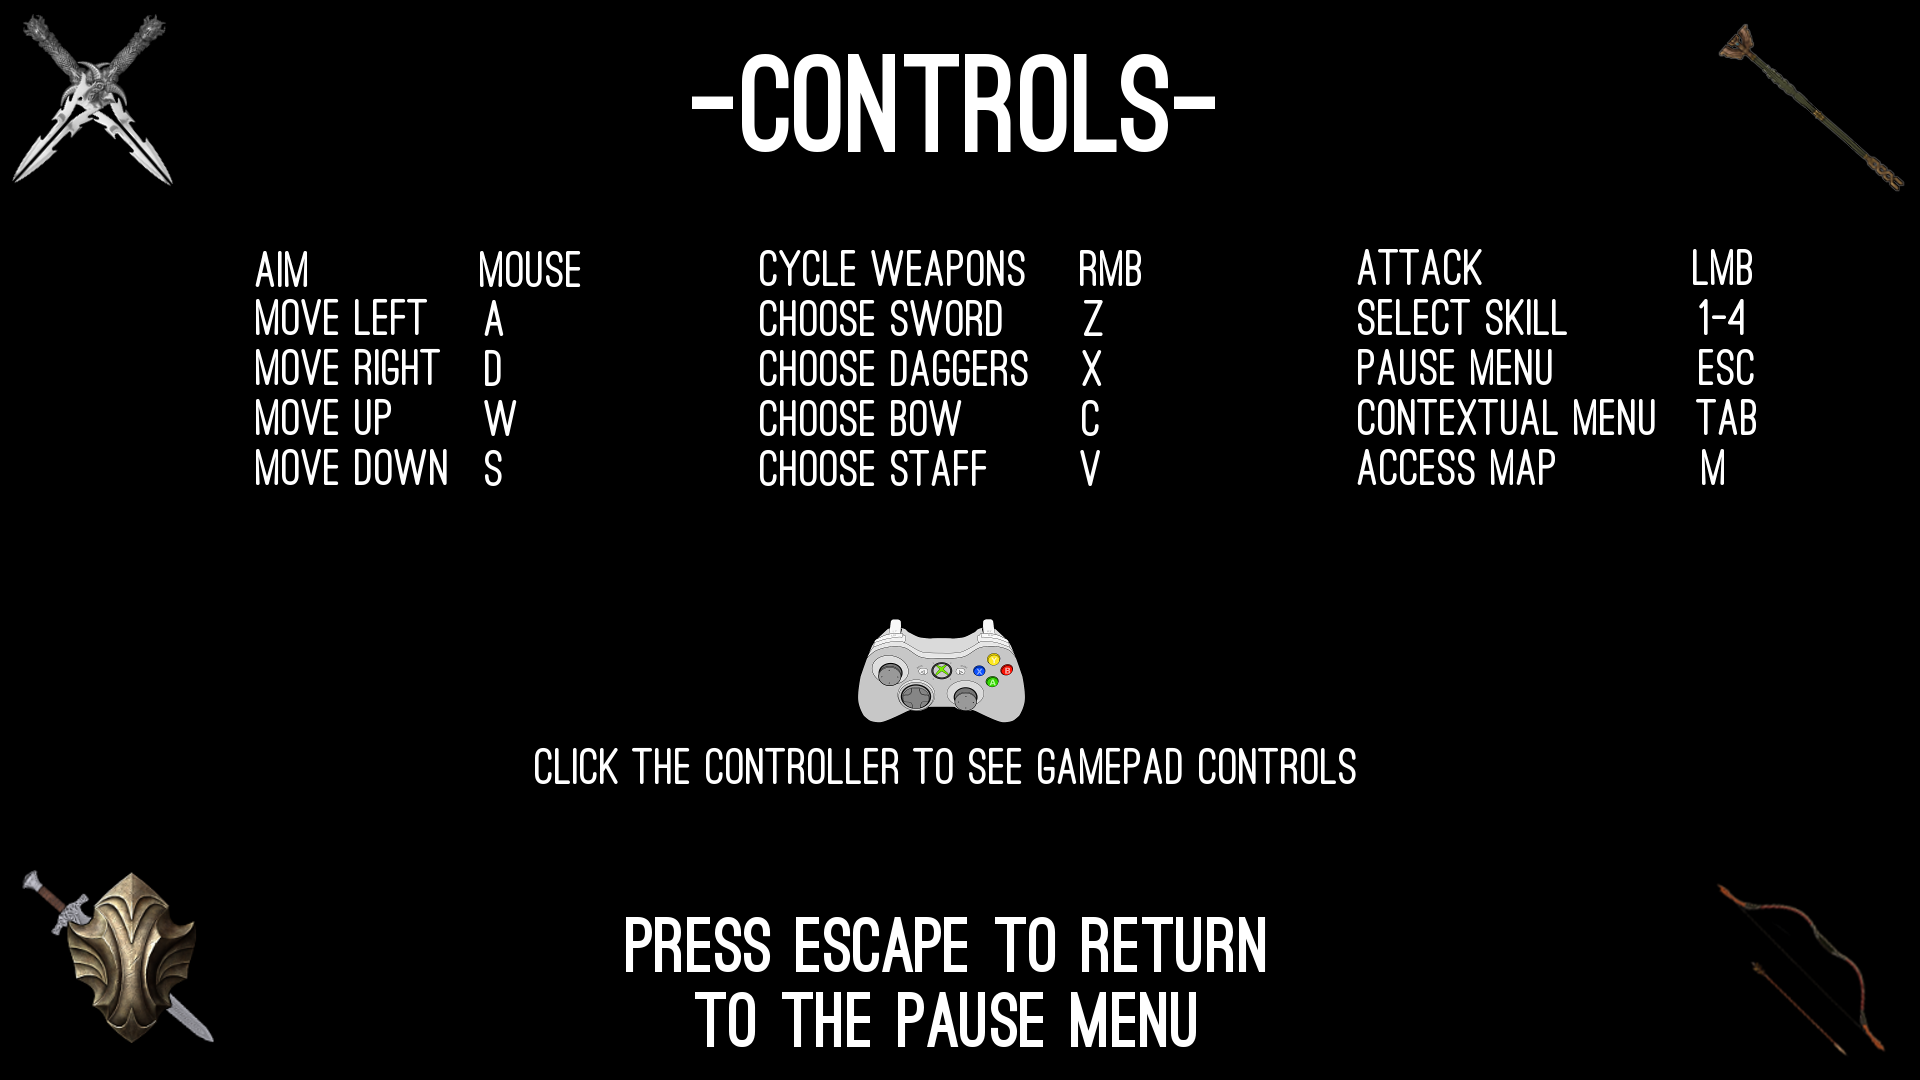 -CONTROLS-
AIM MOUSE
MOVE LEFT A
MOVE RIGHT D
MOVE UP W
MOVE DOWN S
CYCLE WEAPONS RMB
CHOOSE SWORD Z
CHOOSE DAGGERS X
CHOOSE BOW C
CHOOSE STAFF V
ATTACK LMB
SELECT SKILL 1-4
PAUSE MENU ESC
CONTEXTUAL MENU TAB
ACCESS MAP M
Y
X B
A
CLICK THE CONTROLLER TO SEE GAMEPAD CONTROLS
PRESS ESCAPE TO RETURN
TO THE PAUSE MENU